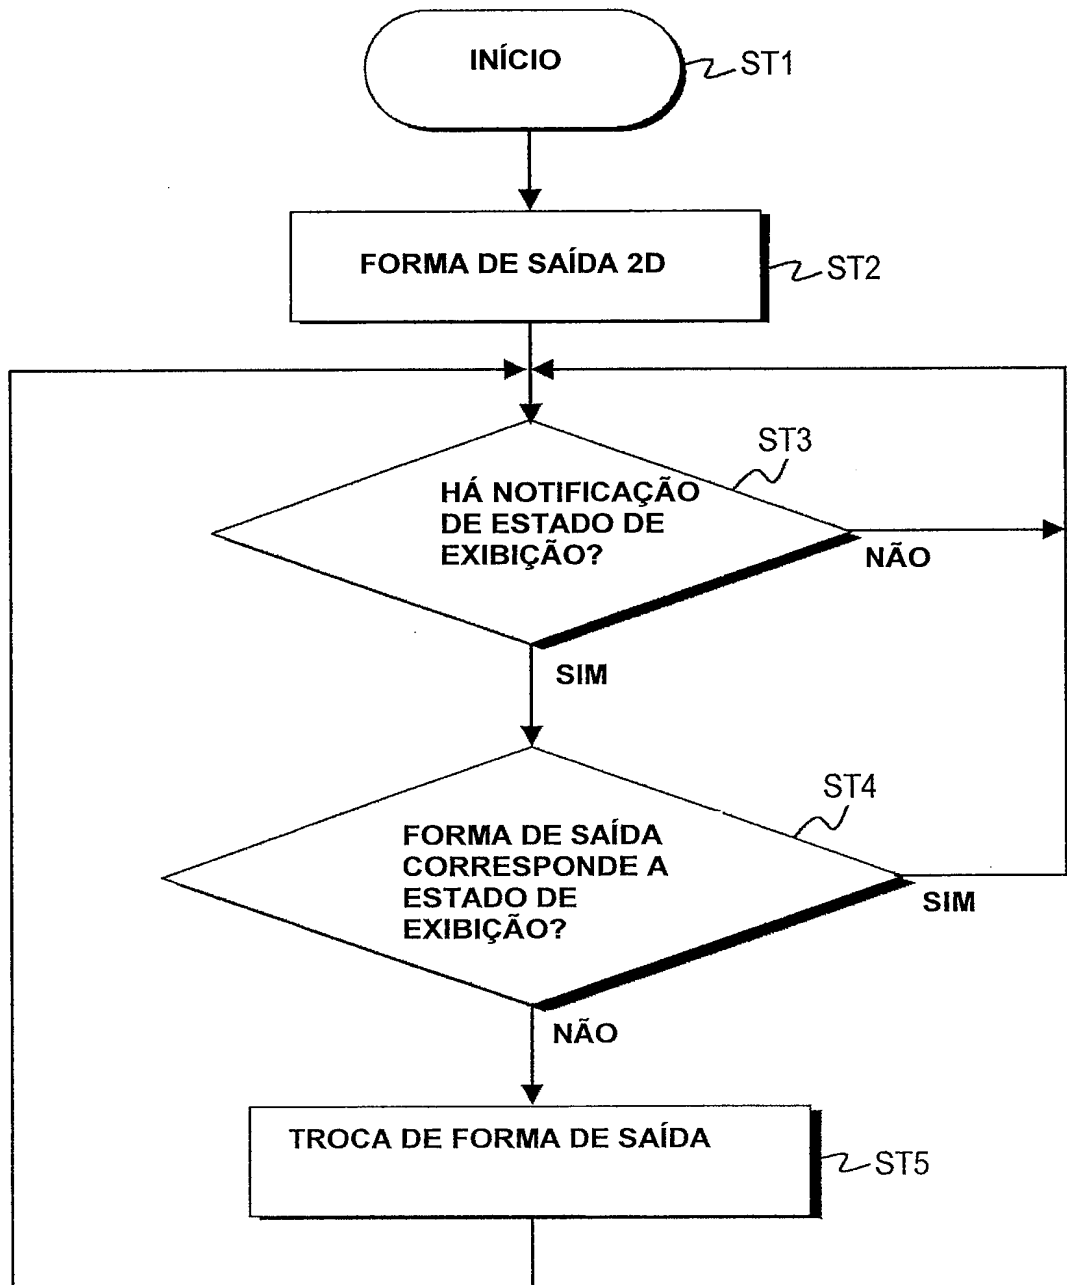 INÍCIO
ST1
FORMA DE SAÍDA 2D
ST2
ST3
HÁ NOTIFICAÇÃO
DE ESTADO DE
EXIBIÇÃO?
NÃO
SIM
ST4
FORMA DE SAÍDA
CORRESPONDE A
ESTADO DE
EXIBIÇÃO?
SIM
NÃO
TROCA DE FORMA DE SAÍDA
ST5